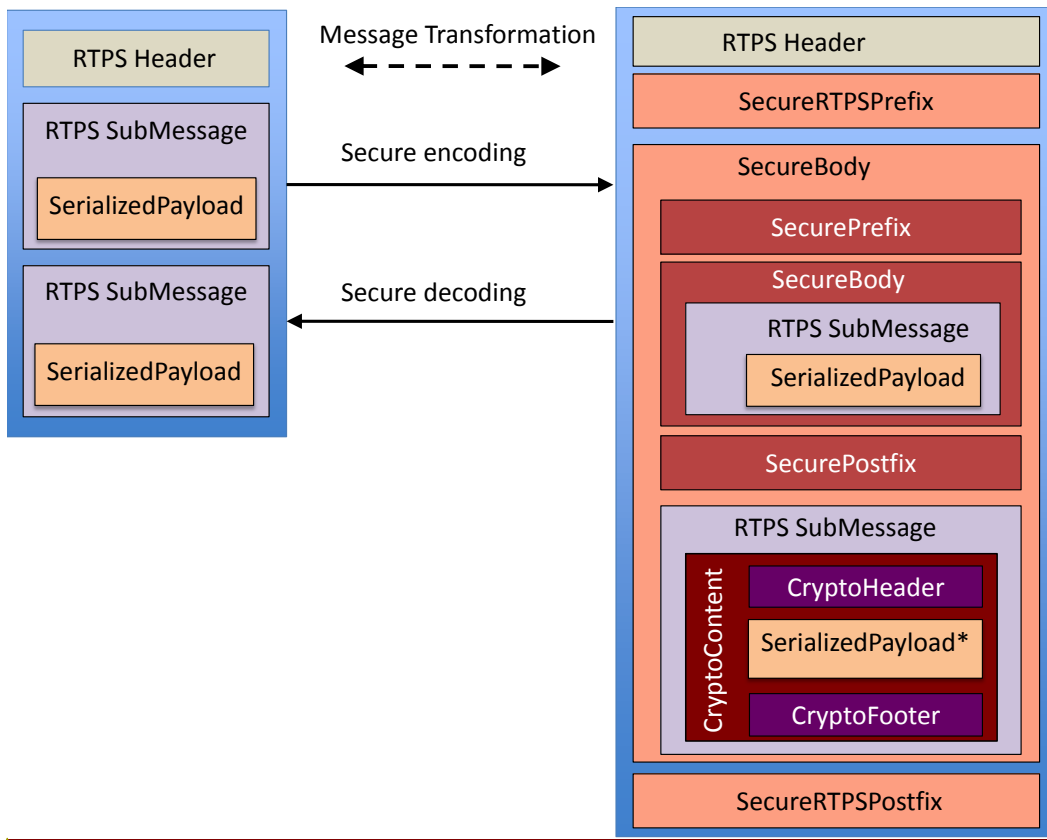 RTPS Header
RTPS SubMessage
SerializedPayload
RTPS SubMessage
SerializedPayload
Message Transformation
Secure encoding
Secure decoding
RTPS Header
SecureRTPSPrefix
SecureBody
SecurePrefix
SecureBody
RTPS SubMessage
SerializedPayload
SecurePostfix
RTPS SubMessage
CryptoContent
CryptoHeader
SerializedPayload*
CryptoFooter
SecureRTPSPostfix